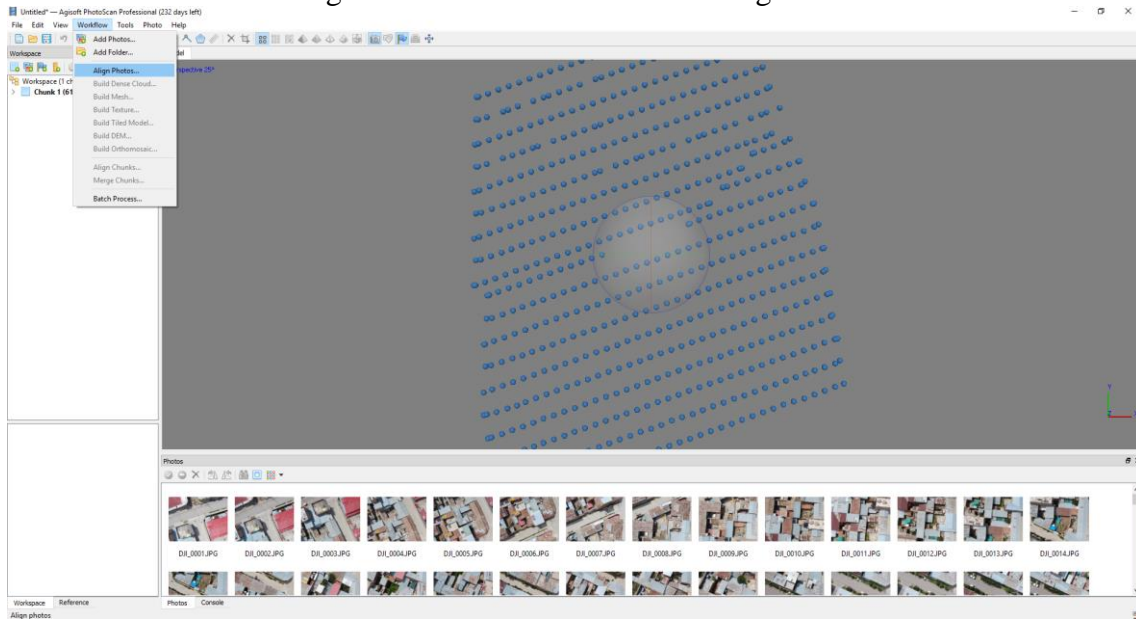 Untitled* — Agisoft PhotoScan Professional (232 days left)
File Edit View Workflow Tools Photo Help
Add Photos...
Workspace
Add Folder...
Align Photos...
Workspace (1 ch
Build Dense Cloud...
Chunk 1 (61
Build Mesh...
Build Texture...
Build Tiled Model...
Build DEM...
Build Orthomosaic...
Align Chunks...
Merge Chunks...
Batch Process...
Y
Z
Photos
DJI_0001.JPG DJI_0002.JPG DJI_0003.JPG DJI_0004.JPG DJI_0005.JPG DJI_0006.JPG DJI_0007.JPG DJI_0008.JPG DJI_0009.JPG DJI_0010.JPG DJI_0011.JPG DJI_0012.JPG DJI_0013.JPG DJI_0014.JPG
Workspace Reference
Photos Console
Align photos